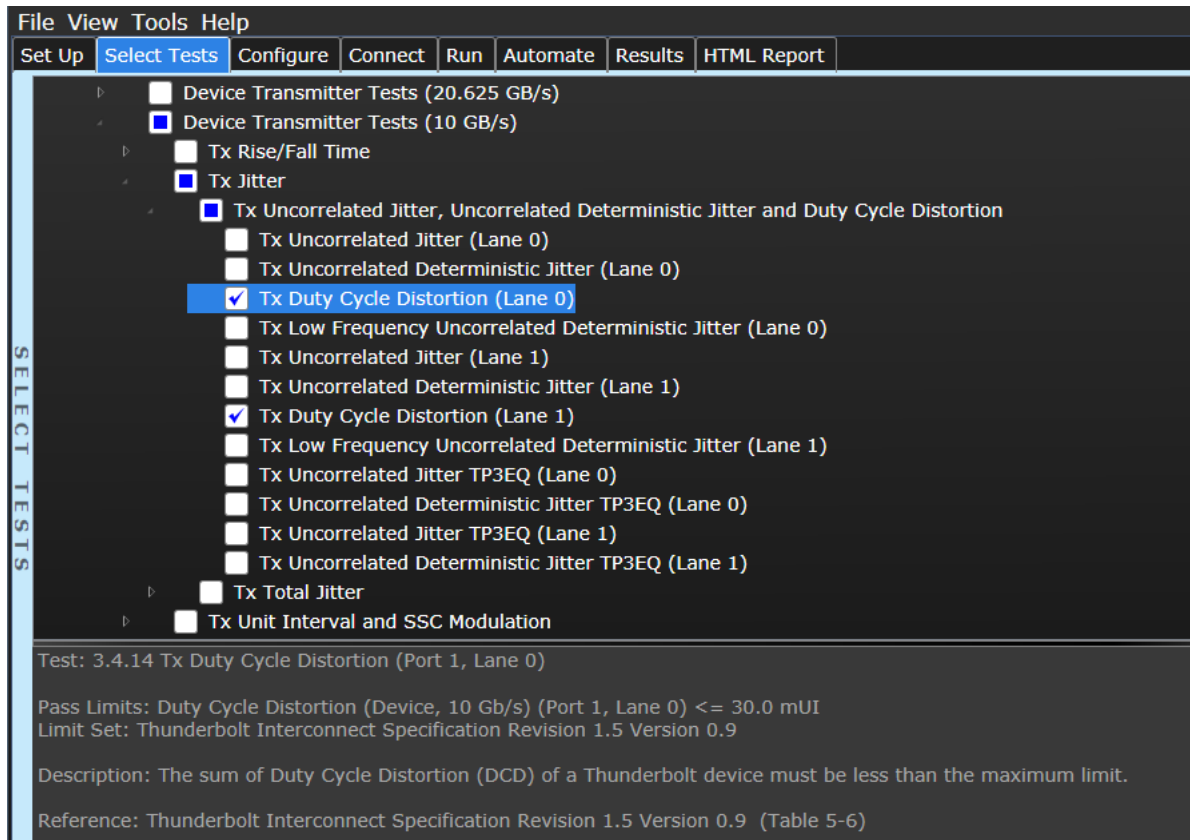 File View Tools Help
Set Up Select Tests Configure Connect Run Automate Results HTML Report
Device Transmitter Tests (20.625 GB/s)
Device Transmitter Tests (10 GB/s)
Tx Rise/Fall Time
Tx Jitter
Tx Uncorrelated Jitter, Uncorrelated Deterministic Jitter and Duty Cycle Distortion
Tx Uncorrelated Jitter (Lane 0)
Tx Uncorrelated Deterministic Jitter (Lane 0)
Tx Duty Cycle Distortion (Lane 0)
Tx Low Frequency Uncorrelated Deterministic Jitter (Lane 0)
Tx Uncorrelated Jitter (Lane 1)
Tx Uncorrelated Deterministic Jitter (Lane 1)
Tx Duty Cycle Distortion (Lane 1)
Tx Low Frequency Uncorrelated Deterministic Jitter (Lane 1)
Tx Uncorrelated Jitter TP3EQ (Lane 0)
Tx Uncorrelated Deterministic Jitter TP3EQ (Lane 0)
Tx Uncorrelated Jitter TP3EQ (Lane 1)
Tx Uncorrelated Deterministic Jitter TP3EQ (Lane 1)
Tx Total Jitter
Tx Unit Interval and SSC Modulation
SELECT TESTS
Test: 3.4.14 Tx Duty Cycle Distortion (Port 1, Lane 0)
Pass Limits: Duty Cycle Distortion (Device, 10 Gb/s) (Port 1, Lane 0) <= 30.0 mUI
Limit Set: Thunderbolt Interconnect Specification Revision 1.5 Version 0.9
Description: The sum of Duty Cycle Distortion (DCD) of a Thunderbolt device must be less than the maximum limit.
Reference: Thunderbolt Interconnect Specification Revision 1.5 Version 0.9 (Table 5-6)